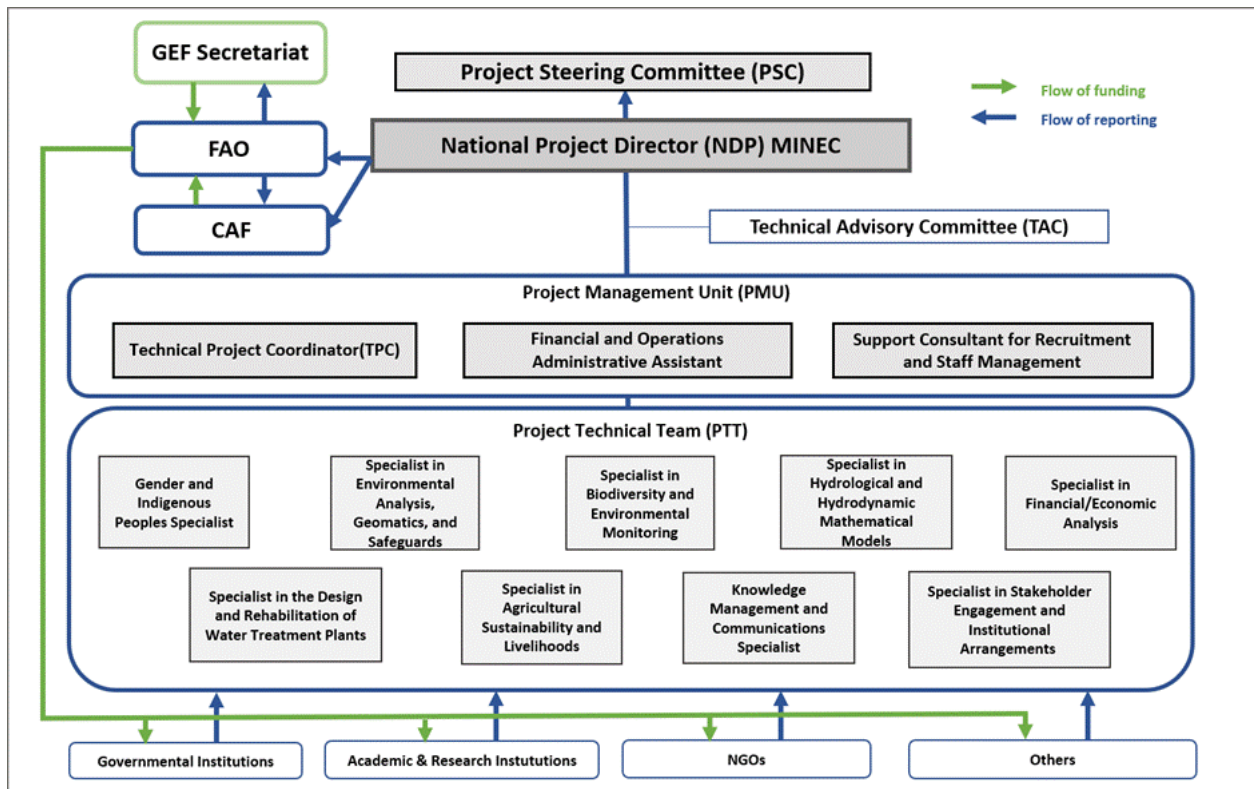 GEF Secretariat
Project Steering Committee (PSC)
Flow of funding
Flow of reporting
FAO
National Project Director (NDP) MINEC
CAF
Technical Advisory Committee (TAC)
Project Management Unit (PMU)
Technical Project Coordinator(TPC)
Financial and Operations
Administrative Assistant
Support Consultant for Recruitment
and Staff Management
Project Technical Team (PTT)
Gender and
Indigenous
Peoples Specialist
Specialist in
Environmental
Analysis,
Geomatics, and
Safeguards
Specialist in
Biodiversity and
Environmental
Monitoring
Specialist in
Hydrological and
Hydrodynamic
Mathematical
Models
Specialist in
Financial/Economic
Analysis
Specialist in the Design
and Rehabilitation of
Water Treatment Plants
Specialist in
Agricultural
Sustainability and
Livelihoods
Knowledge
Management and
Communications
Specialist
Specialist in Stakeholder
Engagement and
Institutional
Arrangements
Governmental Institutions
Academic & Research Instututions
NGOs
Others